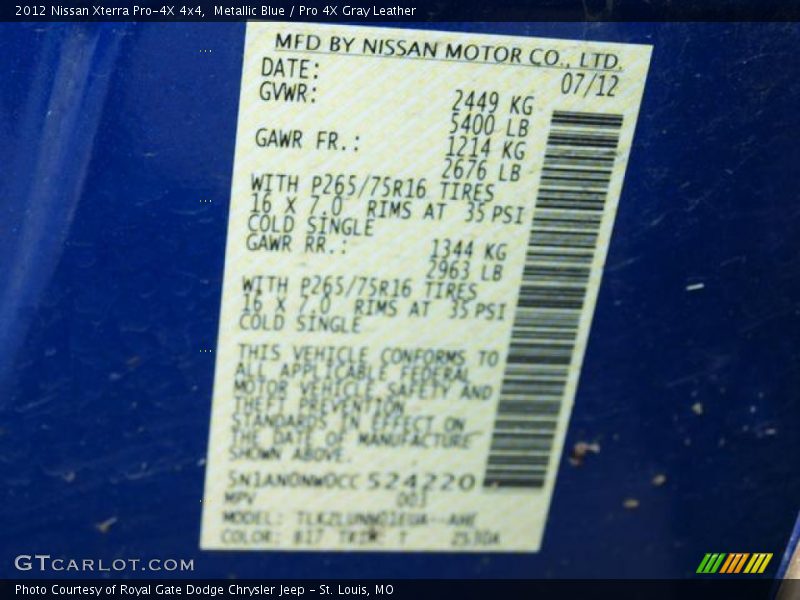 2012 Nissan Xterra Pro-4X 4x4, Metallic Blue / Pro 4X Gray Leather
MFD BY NISSAN MOTOR CO., LTD.
DATE: 07/12
GVWR: 2449 KG
5400 LB
GAWR FR.: 1214 KG
2676 LB
WITH P265/75R16 TIRES
16 X 7.0 RIMS AT 35 PSI
COLD SINGLE
GAWR RR.: 1344 KG
2963 LB
WITH P265/75R16 TIRES
16 X 7.0 RIMS AT 35 PSI
COLD SINGLE
THIS VEHICLE CONFORMS TO
ALL APPLICABLE FEDERAL
MOTOR VEHICLE SAFETY AND
THEFT PREVENTION
STANDARDS IN EFFECT ON
THE DATE OF MANUFACTURE
SHOWN ABOVE.
5N1AN0NW0CC 524220
MPV 003
MODEL:
COLOR: B17 TRIM: T
GTCARLOT.COM
Photo Courtesy of Royal Gate Dodge Chrysler Jeep - St. Louis, MO